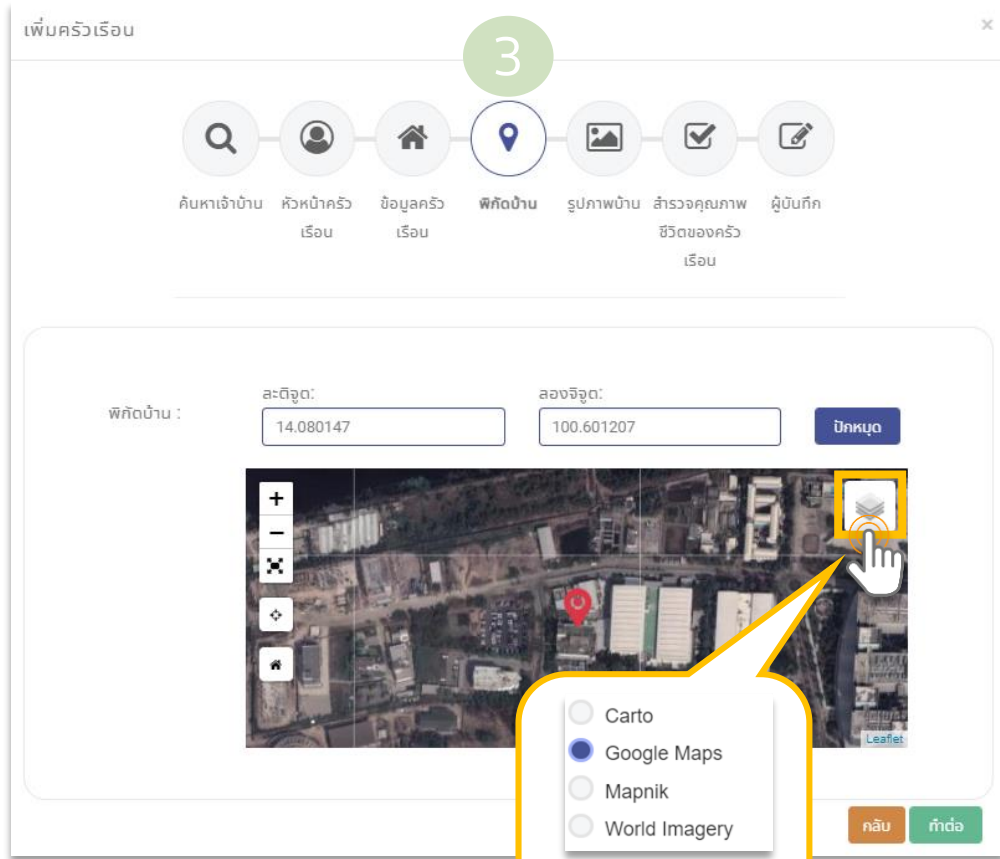 เพิ่มครัวเรือน
×
3
ค้นหาเจ้าบ้าน
หัวหน้าครัว
เรือน
ข้อมูลครัว
เรือน
พิกัดบ้าน
รูปภาพบ้าน
สำรวจคุณภาพ
ชีวิตของครัว
เรือน
ผู้บันทึก
พิกัดบ้าน :
ละติจูด:
14.080147
ลองจิจูด:
100.601207
ปักหมุด
+
−
Leaflet
Carto
Google Maps
Mapnik
World Imagery
กลับ
ทำต่อ